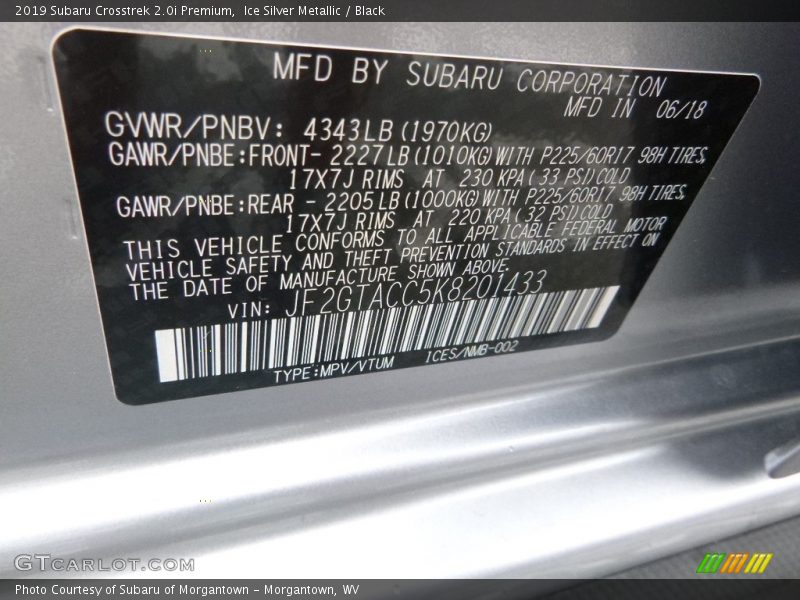 2019 Subaru Crosstrek 2.0i Premium,  Ice Silver Metallic / Black
MFD BY SUBARU CORPORATION
MFD IN 06/18
GVWR/PNBV: 4343LB (1970KG)
GAWR/PNBE:FRONT- 2227 LB (1010KG) WITH P225/60R17 98H TIRES,
17X7J RIMS AT 230 KPA ( 33 PSI) COLD
GAWR/PNBE:REAR - 2205 LB (1000KG) WITH P225/60R17 98H TIRES,
17X7J RIMS AT 220 KPA ( 32 PSI) COLD
THIS VEHICLE CONFORMS TO ALL APPLICABLE FEDERAL MOTOR
VEHICLE SAFETY AND THEFT PREVENTION STANDARDS IN EFFECT ON
THE DATE OF MANUFACTURE SHOWN ABOVE.
VIN: JF2GTACC5K8201433
TYPE:MPV/VTUM ICES/NMB-002
GTCARLOT.COM
Photo Courtesy of Subaru of Morgantown - Morgantown, WV